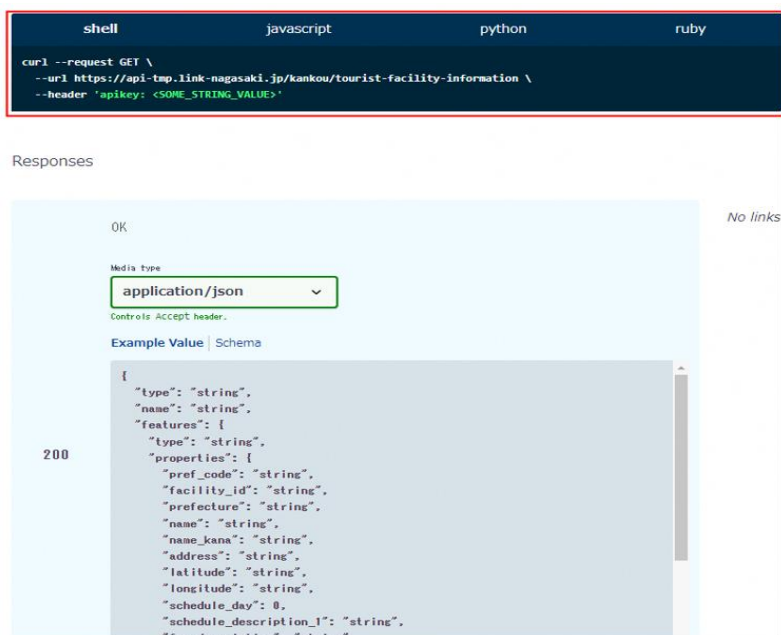 shell javascript python ruby
curl --request GET \
--url https://api-tmp.link-nagasaki.jp/kankou/tourist-facility-information \
--header 'apikey: <SOME_STRING_VALUE>'
Responses
No links
OK
Media type
application/json
Controls Accept header.
Example Value Schema
200
{
"type": "string",
"name": "string",
"features": {
"type": "string",
"properties": {
"pref_code": "string",
"facility_id": "string",
"prefecture": "string",
"name": "string",
"name_kana": "string",
"address": "string",
"latitude": "string",
"longitude": "string",
"schedule_day": 0,
"schedule_description_1": "string",